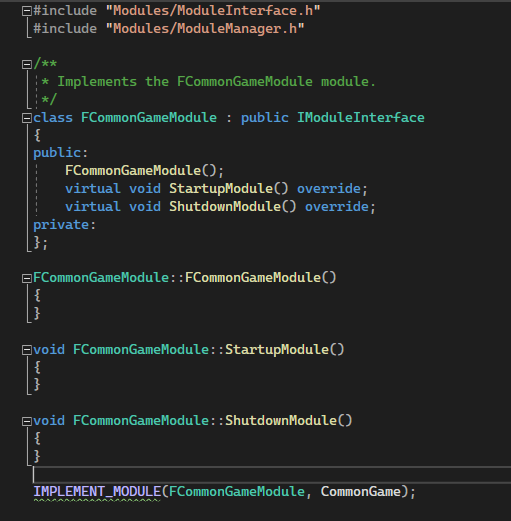 #include "Modules/ModuleInterface.h"
#include "Modules/ModuleManager.h"
/**
* Implements the FCommonGameModule module.
*/
class FCommonGameModule : public IModuleInterface
{
public:
FCommonGameModule();
virtual void StartupModule() override;
virtual void ShutdownModule() override;
private:
};
FCommonGameModule::FCommonGameModule()
{
}
void FCommonGameModule::StartupModule()
{
}
void FCommonGameModule::ShutdownModule()
{
}
IMPLEMENT_MODULE(FCommonGameModule, CommonGame);